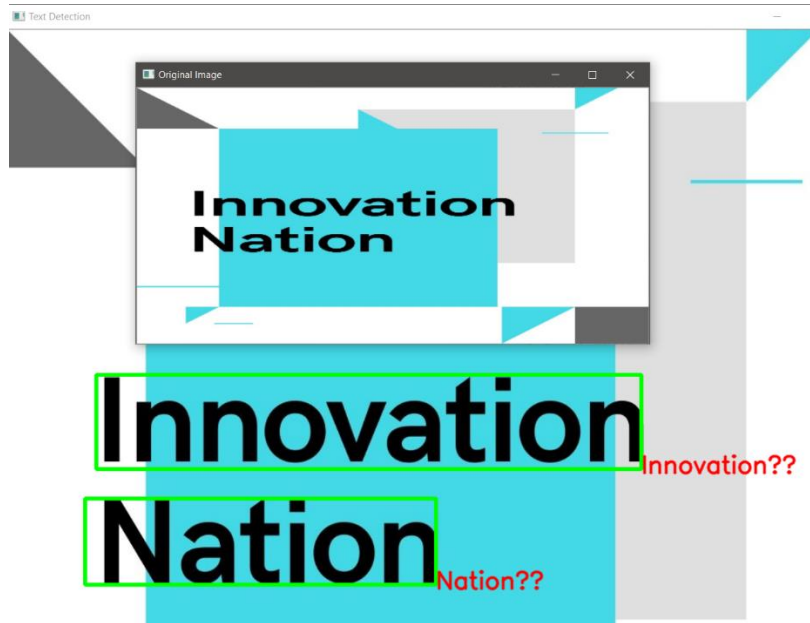 Text Detection
Original Image
Innovation
Nation
Innovation
Innovation??
Nation
Nation??